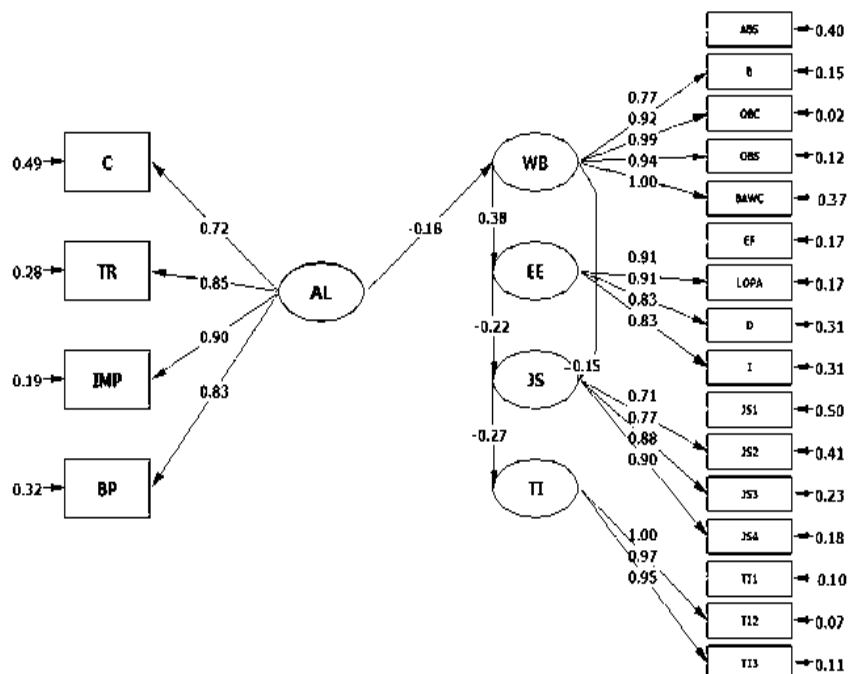 ABS 0.40
B 0.15
0.77
0.92
OBC 0.02
0.99
0.49 C WB 0.94 OBS 0.12
1.00 BAWC 0.37
0.72 -0.16 0.38
EF 0.17
0.28 TR 0.85 AL EE 0.91
0.91 LOPA 0.17
0.83 D 0.31
0.83
0.90 -0.22
0.19 IMP JS -0.15 I 0.31
0.83 0.71 JS1 0.50
0.77
-0.27 0.88 JS2 0.41
0.90
0.32 BP TI JS3 0.23
1.00 JS4 0.18
0.97
0.95 TI1 -0.10
TI2 0.07
TI3 0.11